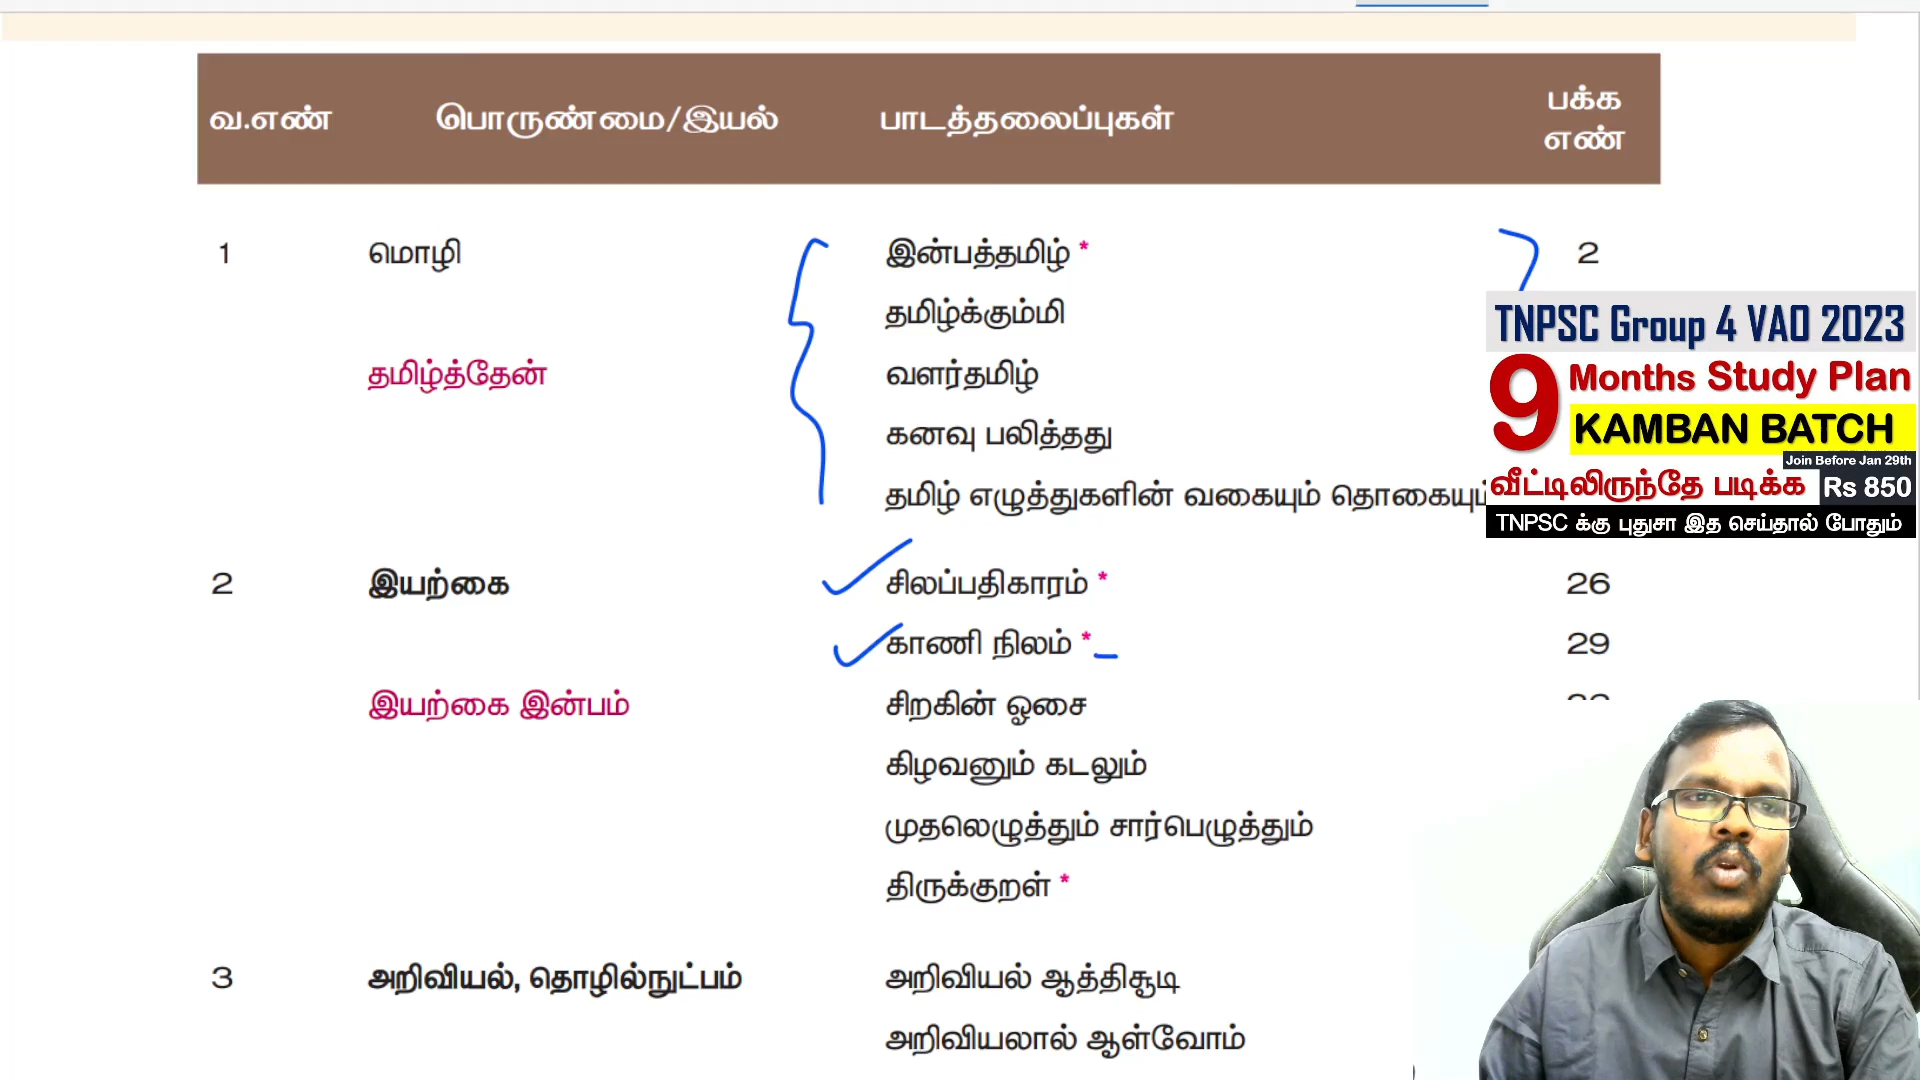 வ.எண் பொருண்மை/இயல் பாடத்தலைப்புகள் பக்க எண்
1 மொழி இன்பத்தமிழ் * 2
தமிழ்க்கும்மி
தமிழ்த்தேன் வளர்தமிழ்
கனவு பலித்தது
தமிழ் எழுத்துகளின் வகையும் தொகையும்
2 இயற்கை சிலப்பதிகாரம் * 26
காணி நிலம் * 29
இயற்கை இன்பம் சிறகின் ஓசை
கிழவனும் கடலும்
முதலெழுத்தும் சார்பெழுத்தும்
திருக்குறள் *
3 அறிவியல், தொழில்நுட்பம் அறிவியல் ஆத்திசூடி
அறிவியலால் ஆள்வோம்
TNPSC Group 4 VAO 2023
9 Months Study Plan
KAMBAN BATCH
Join Before Jan 29th
வீட்டிலிருந்தே படிக்க Rs 850
TNPSC க்கு புதுசா இத செய்தால் போதும்